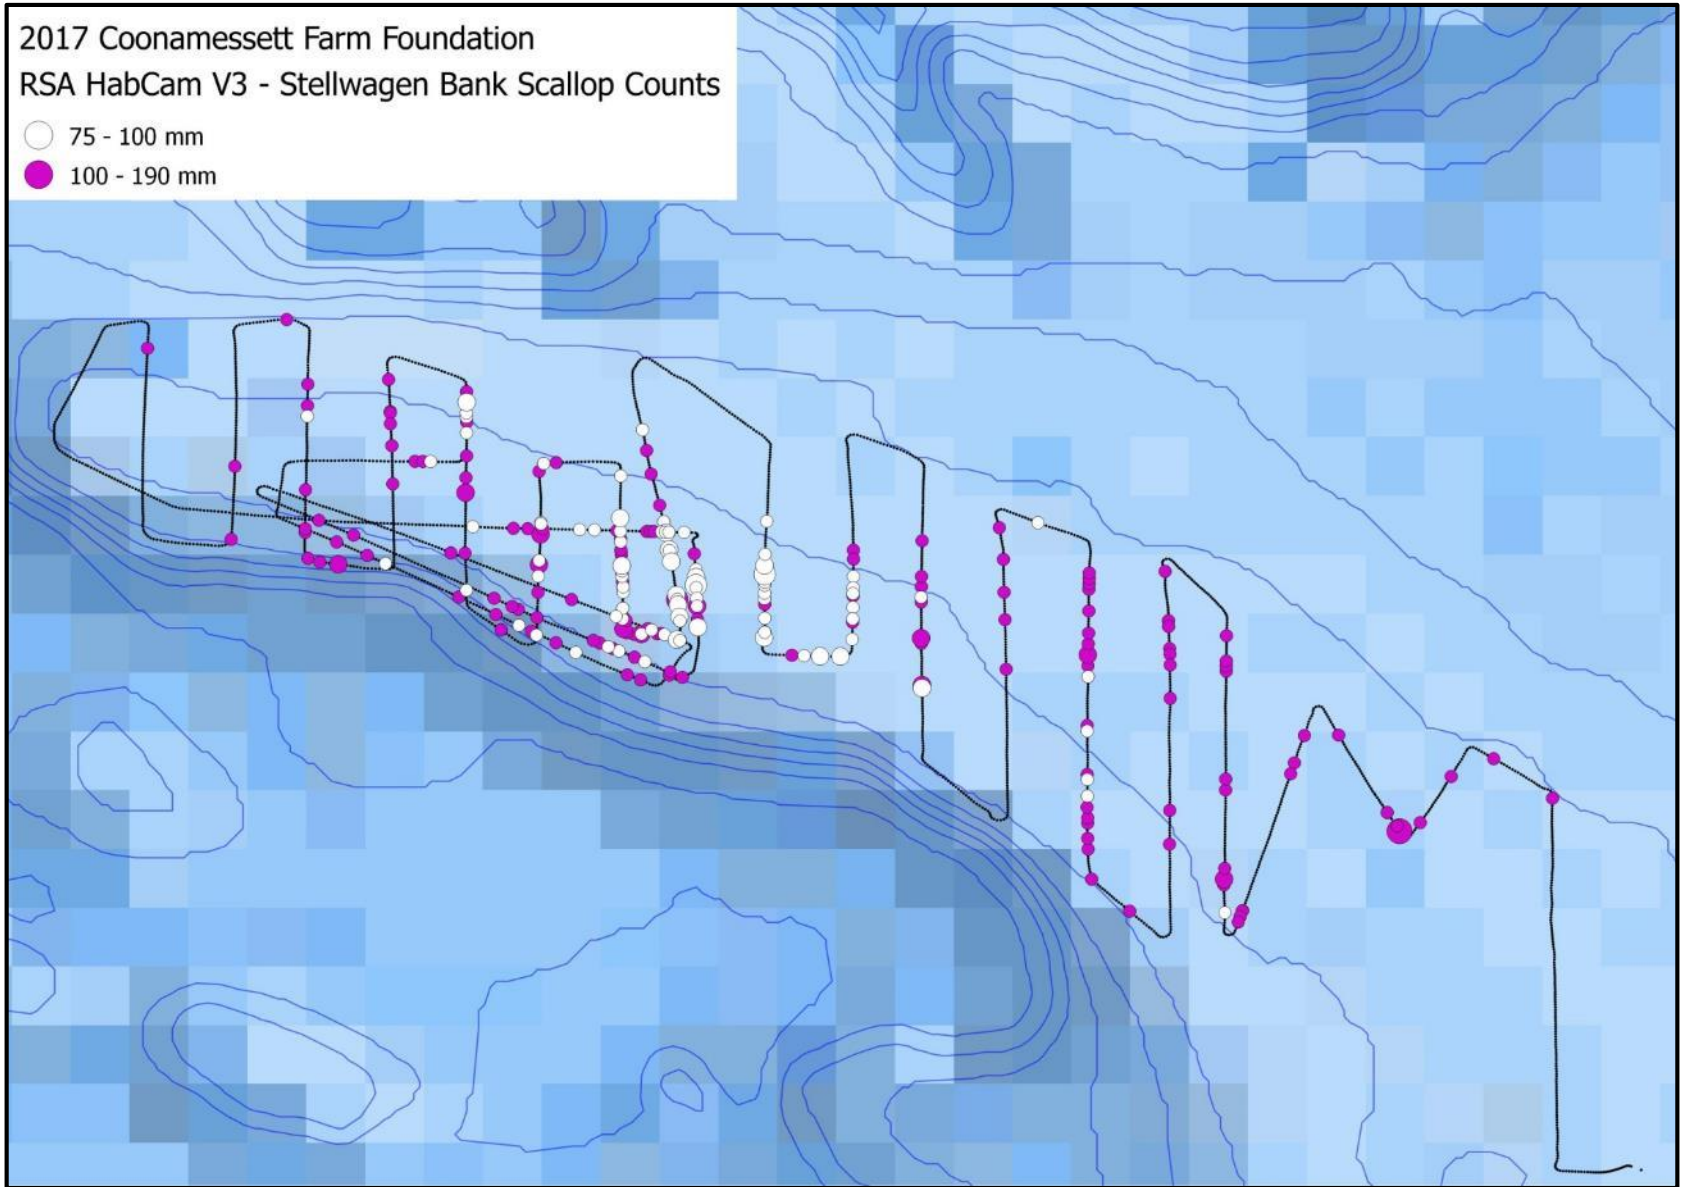 2017 Coonamessett Farm Foundation
RSA HabCam V3 - Stellwagen Bank Scallop Counts
75 - 100 mm
100 - 190 mm